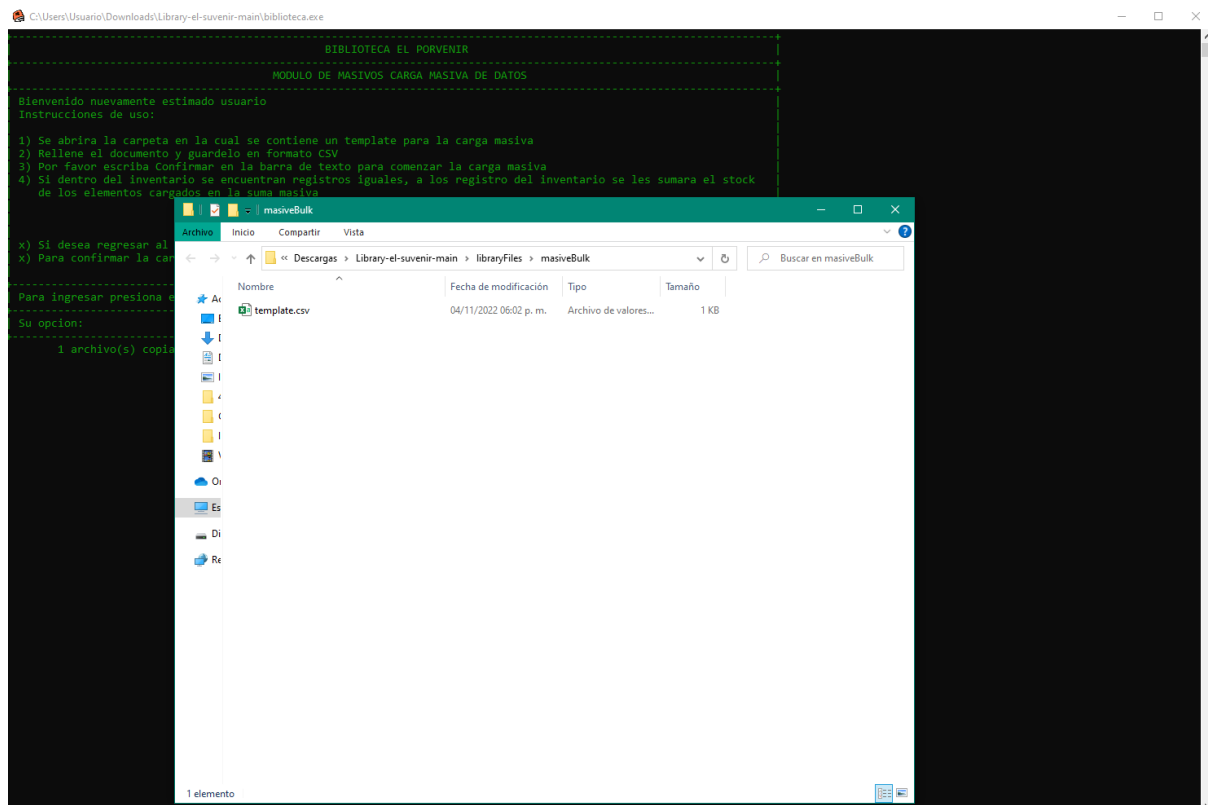 C:\Users\Usuario\Downloads\Library-el-suvenir-main\biblioteca.exe
BIBLIOTECA EL PORVENIR
MODULO DE MASIVOS CARGA MASIVA DE DATOS
Bienvenido nuevamente estimado usuario
Instrucciones de uso:
1) Se abrira la carpeta en la cual se contiene un template para la carga masiva
2) Rellene el documento y guardelo en formato CSV
3) Por favor escriba Confirmar en la barra de texto para comenzar la carga masiva
4) Si dentro del inventario se encuentran registros iguales, a los registro del inventario se les sumara el stock
de los elementos cargados en la suma masiva
x) Si desea regresar al
x) Para confirmar la car
Para ingresar presiona e
Su opcion:
1 archivo(s) copia
masiveBulk
Archivo Inicio Compartir Vista
« Descargas › Library-el-suvenir-main › libraryFiles › masiveBulk
Buscar en masiveBulk
Nombre Fecha de modificación Tipo Tamaño
template.csv 04/11/2022 06:02 p. m. Archivo de valores... 1 KB
Es
Di
Re
1 elemento